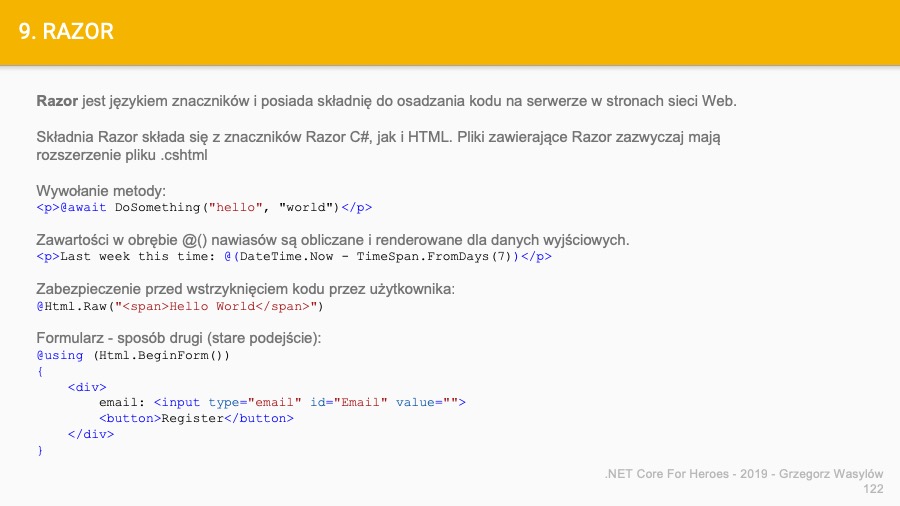 9. RAZOR
Razor jest językiem znaczników i posiada składnię do osadzania kodu na serwerze w stronach sieci Web.
Składnia Razor składa się z znaczników Razor C#, jak i HTML. Pliki zawierające Razor zazwyczaj mają
rozszerzenie pliku .cshtml
Wywołanie metody:
<p>@await DoSomething("hello", "world")</p>
Zawartości w obrębie @() nawiasów są obliczane i renderowane dla danych wyjściowych.
<p>Last week this time: @(DateTime.Now - TimeSpan.FromDays(7))</p>
Zabezpieczenie przed wstrzyknięciem kodu przez użytkownika:
@Html.Raw("<span>Hello World</span>")
Formularz - sposób drugi (stare podejście):
@using (Html.BeginForm())
{
    <div>
        email: <input type="email" id="Email" value="">
        <button>Register</button>
    </div>
}
.NET Core For Heroes - 2019 - Grzegorz Wasylów
122